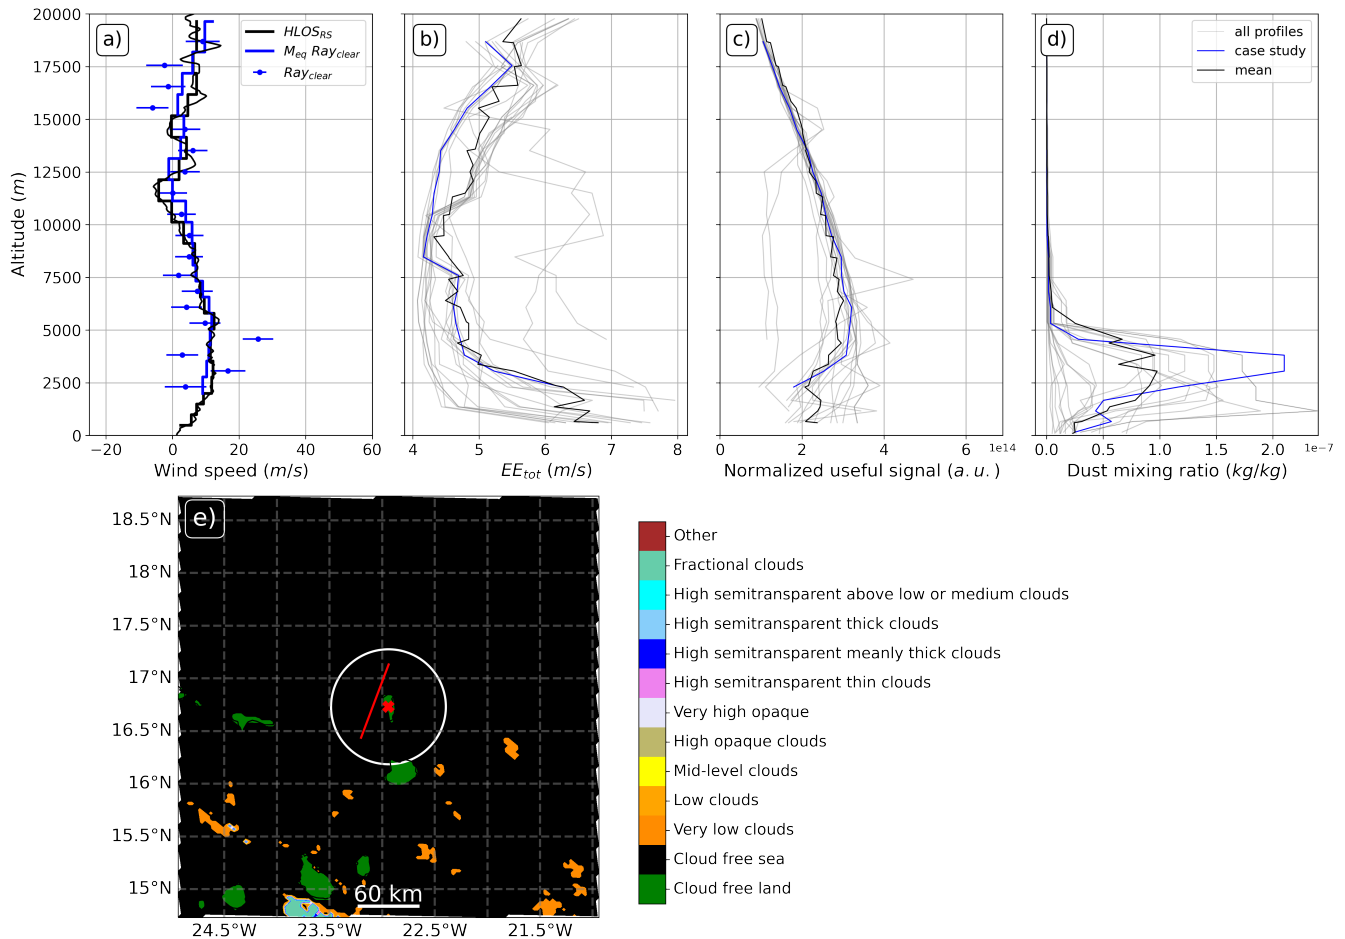 a)
HLOS_RS
M_eq Ray_clear
Ray_clear
20000
17500
15000
12500
10000
7500
5000
2500
0
Altitude (m)
−20 0 20 40 60
Wind speed (m/s)
b)
4 5 6 7 8
EE_tot (m/s)
c)
0 2 4 6
1e14
Normalized useful signal (a.u.)
d)
all profiles
case study
mean
0.0 0.5 1.0 1.5 2.0
1e−7
Dust mixing ratio (kg/kg)
e)
18.5°N
18°N
17.5°N
17°N
16.5°N
16°N
15.5°N
15°N
60 km
24.5°W 23.5°W 22.5°W 21.5°W
Other
Fractional clouds
High semitransparent above low or medium clouds
High semitransparent thick clouds
High semitransparent meanly thick clouds
High semitransparent thin clouds
Very high opaque
High opaque clouds
Mid-level clouds
Low clouds
Very low clouds
Cloud free sea
Cloud free land